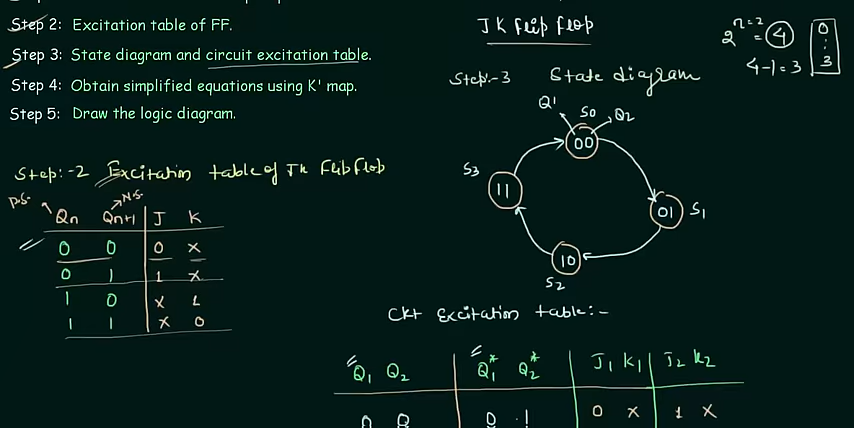 Step 2: Excitation table of FF.
Step 3: State diagram and circuit excitation table.
Step 4: Obtain simplified equations using K' map.
Step 5: Draw the logic diagram.
JK Flip Flop
2ⁿ⁼² = 4
4-1=3
0
⋮
3
Step:-3 State diagram
Q1 S0 Q2
00
S3
11
01 S1
10
S2
Step:-2 Excitation table of JK Flip Flop
P.S. N.S.
Qn Qn+1 J K
0 0 0 x
0 1 1 x
1 0 x 1
1 1 x 0
Ckt Excitation table:-
Q1 Q2 Q1* Q2* J1 K1 J2 K2
0 0 0 1 0 x 1 x